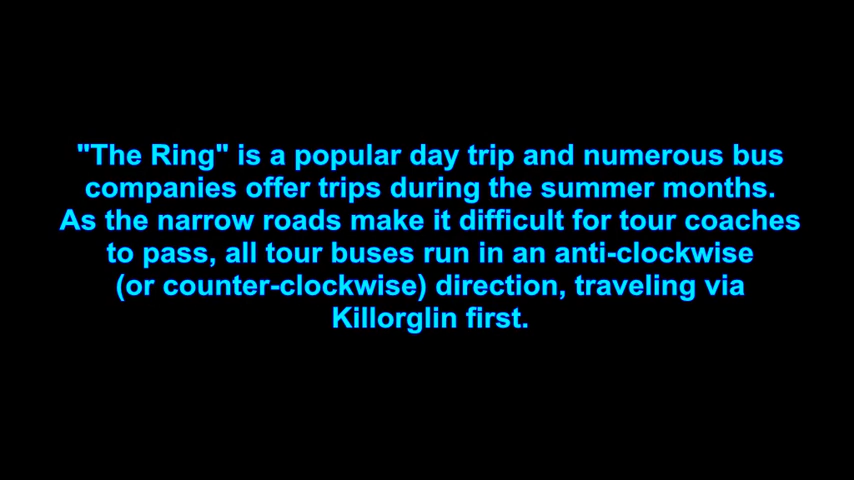 "The Ring" is a popular day trip and numerous bus
companies offer trips during the summer months.
As the narrow roads make it difficult for tour coaches
to pass, all tour buses run in an anti-clockwise
(or counter-clockwise) direction, traveling via
Killorglin first.